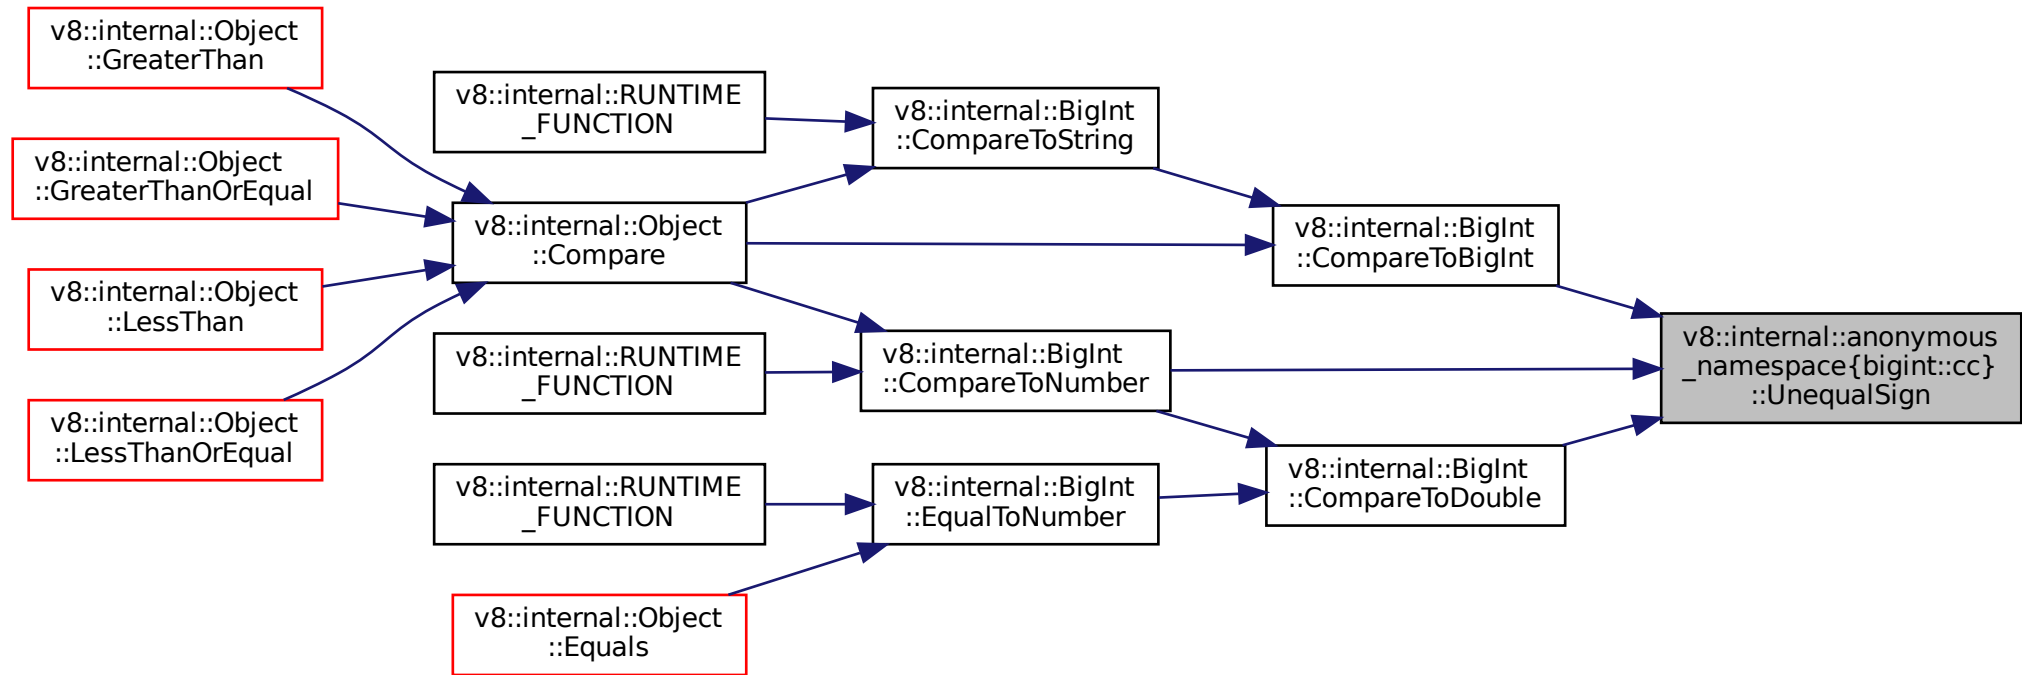 v8::internal::Object
::GreaterThan
v8::internal::Object
::GreaterThanOrEqual
v8::internal::Object
::LessThan
v8::internal::Object
::LessThanOrEqual
v8::internal::RUNTIME
_FUNCTION
v8::internal::Object
::Compare
v8::internal::RUNTIME
_FUNCTION
v8::internal::RUNTIME
_FUNCTION
v8::internal::Object
::Equals
v8::internal::BigInt
::CompareToString
v8::internal::BigInt
::CompareToNumber
v8::internal::BigInt
::EqualToNumber
v8::internal::BigInt
::CompareToBigInt
v8::internal::BigInt
::CompareToDouble
v8::internal::anonymous
_namespace{bigint::cc}
::UnequalSign